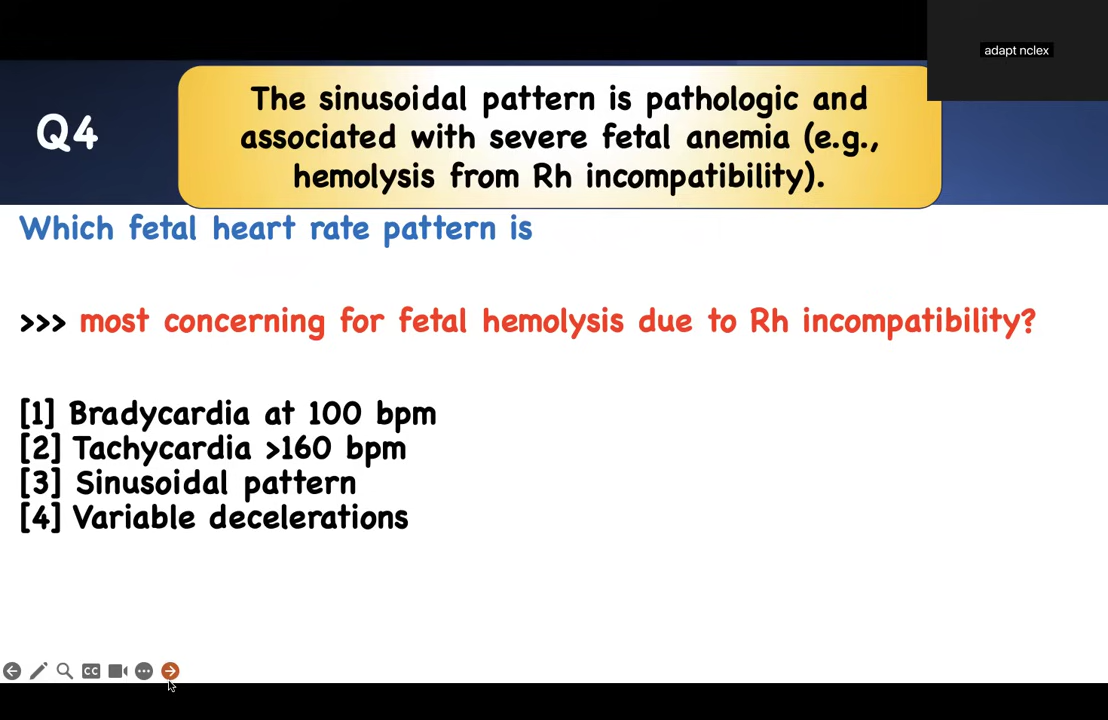 adapt nclex
Q4
The sinusoidal pattern is pathologic and
associated with severe fetal anemia (e.g.,
hemolysis from Rh incompatibility).
Which fetal heart rate pattern is
>>> most concerning for fetal hemolysis due to Rh incompatibility?
[1] Bradycardia at 100 bpm
[2] Tachycardia >160 bpm
[3] Sinusoidal pattern
[4] Variable decelerations
CC